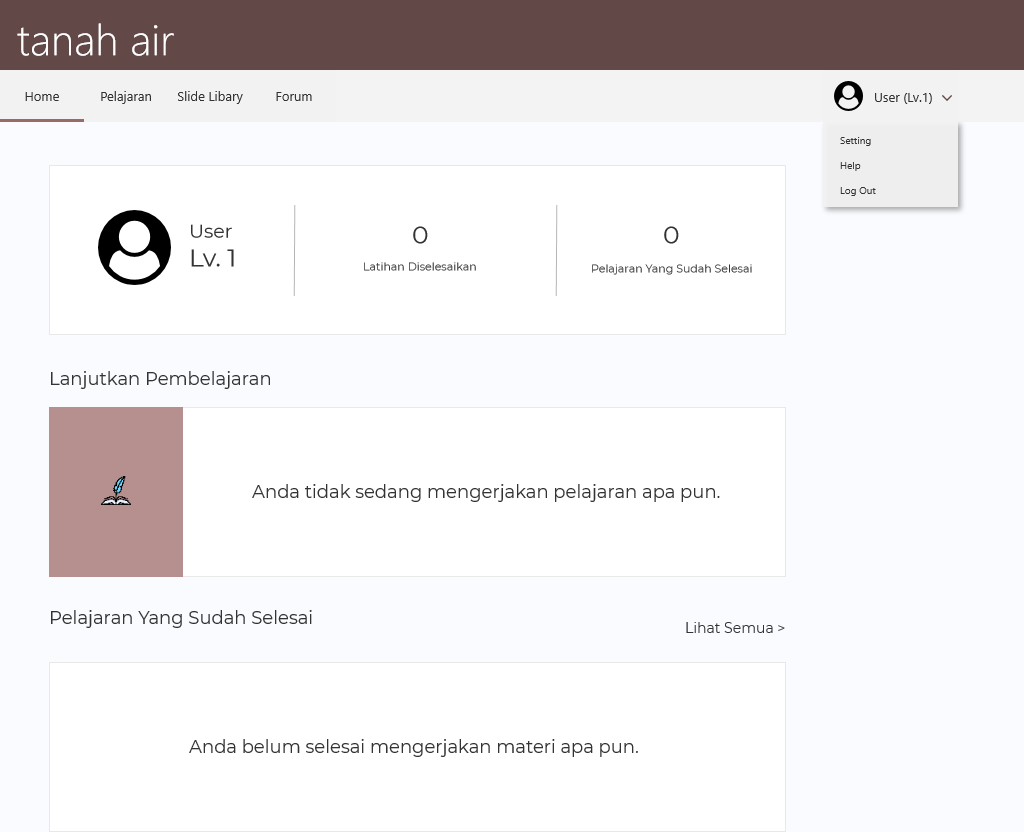 tanah air
Home
Pelajaran
Slide Libary
Forum
User (Lv.1)
Setting
Help
Log Out
User
Lv. 1
0
Latihan Diselesaikan
0
Pelajaran Yang Sudah Selesai
Lanjutkan Pembelajaran
Anda tidak sedang mengerjakan pelajaran apa pun.
Pelajaran Yang Sudah Selesai
Lihat Semua >
Anda belum selesai mengerjakan materi apa pun.